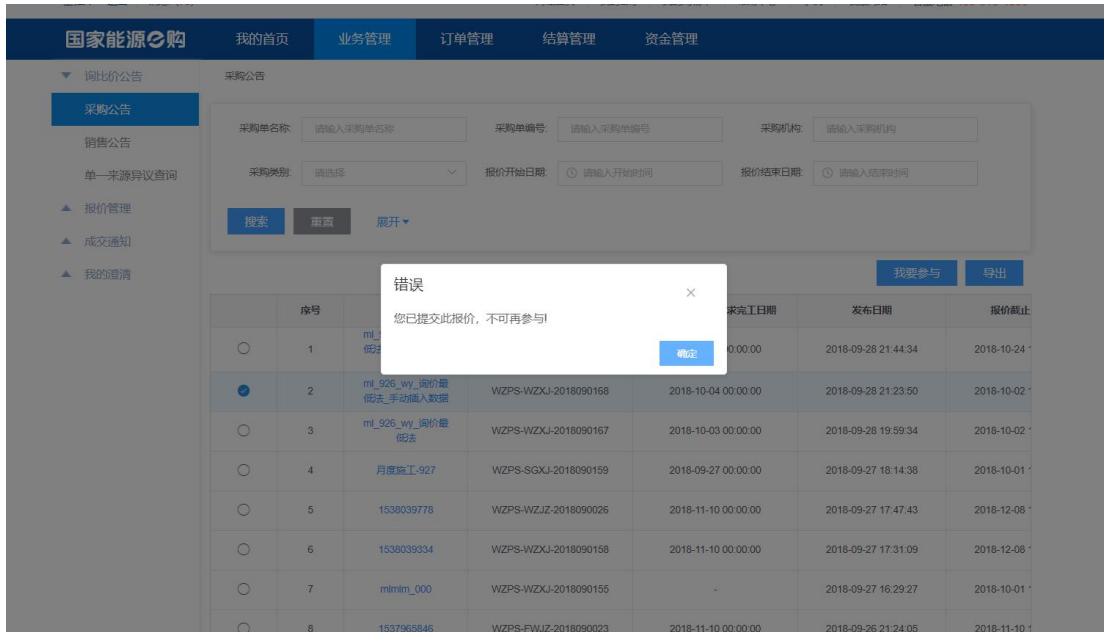 国家能源e购 我的首页 业务管理 订单管理 结算管理 资金管理
询比价公告 采购公告
采购公告
采购单名称: 请输入采购单名称 采购单编号: 请输入采购单编号 采购机构: 请输入采购机构
销售公告
单一来源异议查询 采购类别: 请选择 报价开始日期: 请输入开始时间 报价结束日期: 请输入结束时间
报价管理
搜索 重置 展开
成交通知
我的澄清
我要参与 导出
错误
您已提交此报价，不可再参与!
确定
序号 求完工日期 发布日期 报价截止
1 00:00:00 2018-09-28 21:44:34 2018-10-24
2 ml_926_wy_询价最
低法_手动插入数据 WZPS-WZXJ-2018090168 2018-10-04 00:00:00 2018-09-28 21:23:50 2018-10-02
3 ml_926_wy_询价最
低法 WZPS-WZXJ-2018090167 2018-10-03 00:00:00 2018-09-28 19:59:34 2018-10-02
4 月度施工-927 WZPS-SGXJ-2018090159 2018-09-27 00:00:00 2018-09-27 18:14:38 2018-10-01
5 1538039778 WZPS-WZJZ-2018090026 2018-11-10 00:00:00 2018-09-27 17:47:43 2018-12-08
6 1538039334 WZPS-WZXJ-2018090158 2018-11-10 00:00:00 2018-09-27 17:31:09 2018-12-08
7 mlmlm_000 WZPS-WZXJ-2018090155 - 2018-09-27 16:29:27 2018-10-01
8 1537965846 WZPS-FWJZ-2018090023 2018-11-10 00:00:00 2018-09-26 21:24:05 2018-11-10